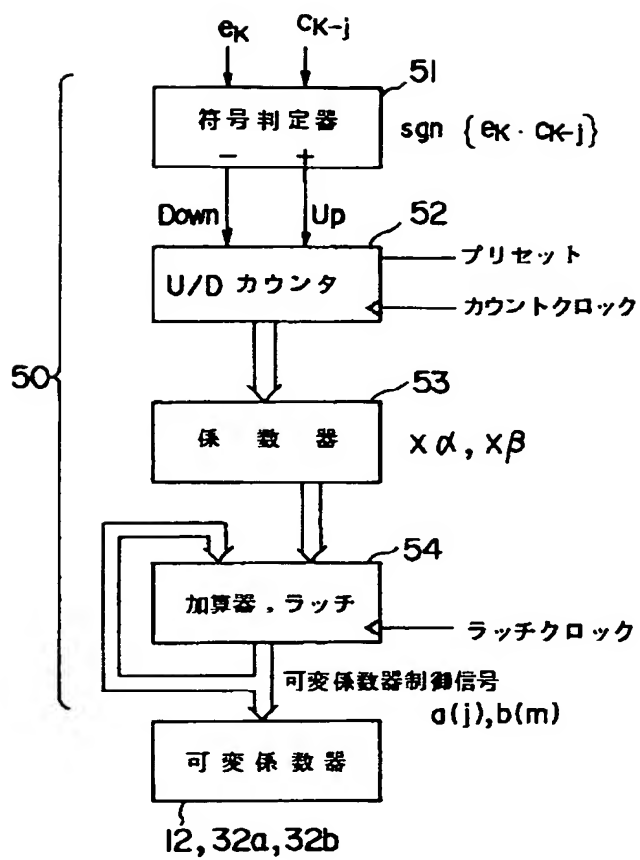 eK CK-j
51
符号判定器
sgn {eK・CK-j}
− +
Down Up
52
U/D カウンタ
プリセット
カウントクロック
50
53
係数器
×α, ×β
54
加算器,ラッチ
ラッチクロック
可変係数器制御信号
a(j),b(m)
可変係数器
12,32a,32b